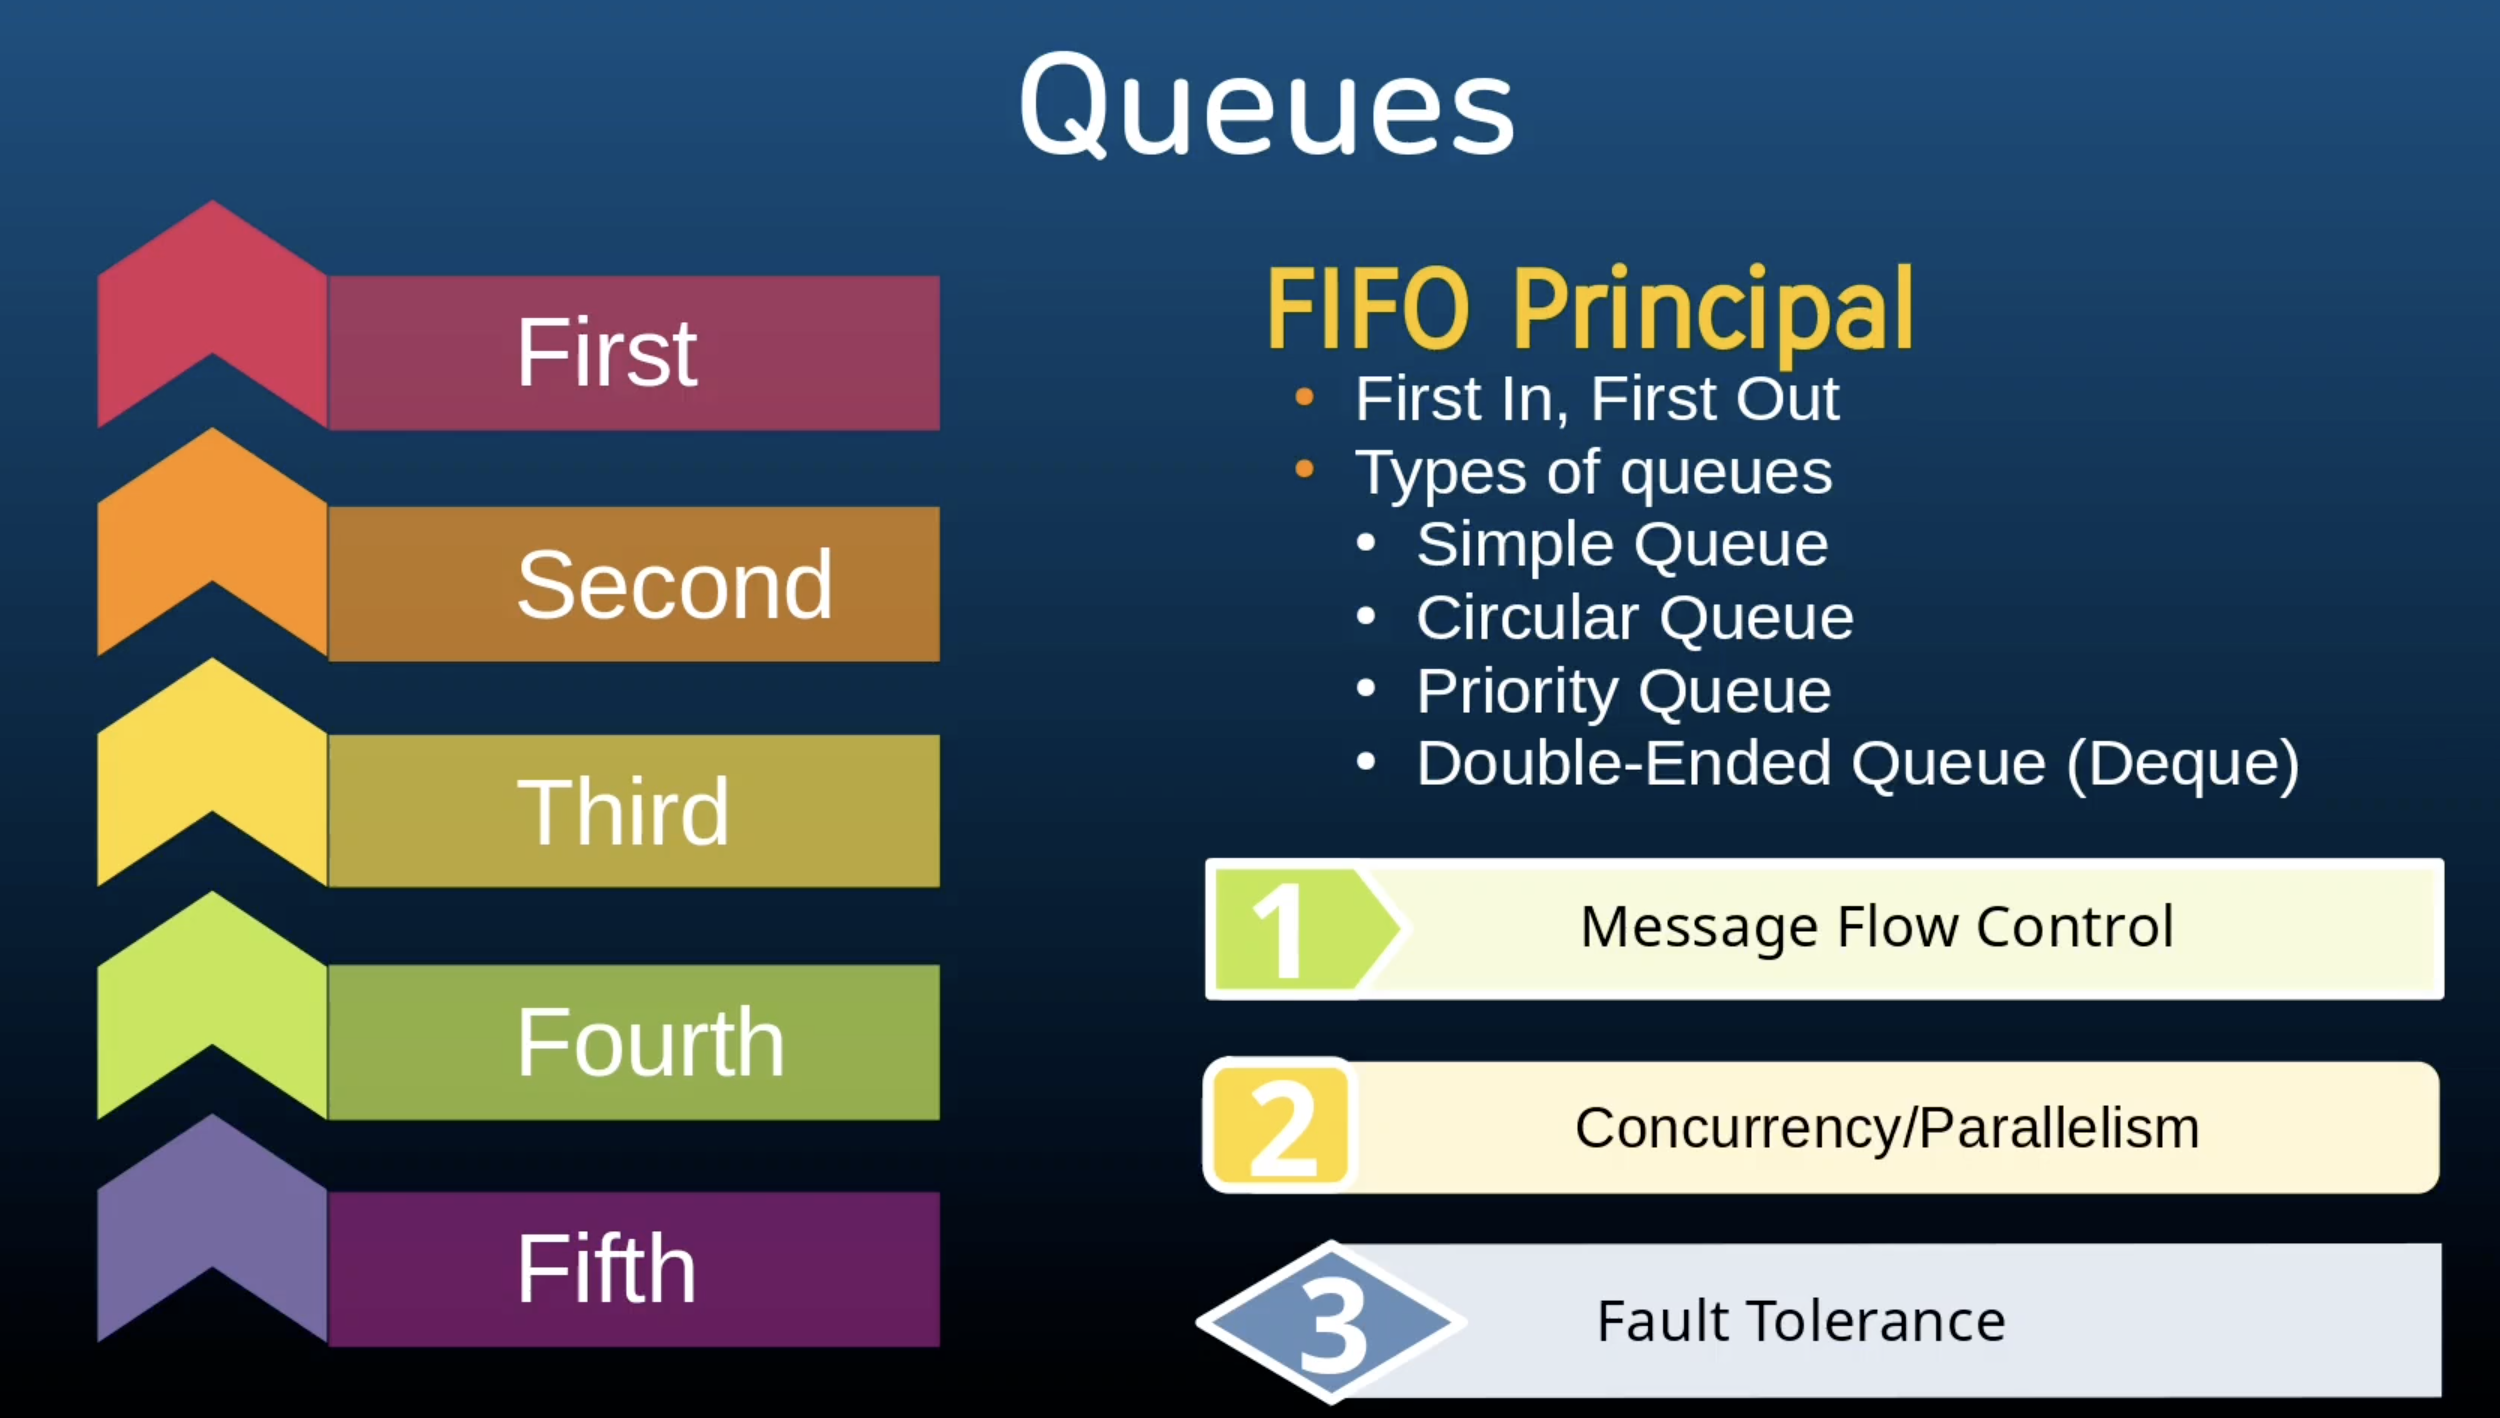 Queues
First
Second
Third
Fourth
Fifth
FIFO Principal
• First In, First Out
• Types of queues
• Simple Queue
• Circular Queue
• Priority Queue
• Double-Ended Queue (Deque)
1 Message Flow Control
2 Concurrency/Parallelism
3 Fault Tolerance